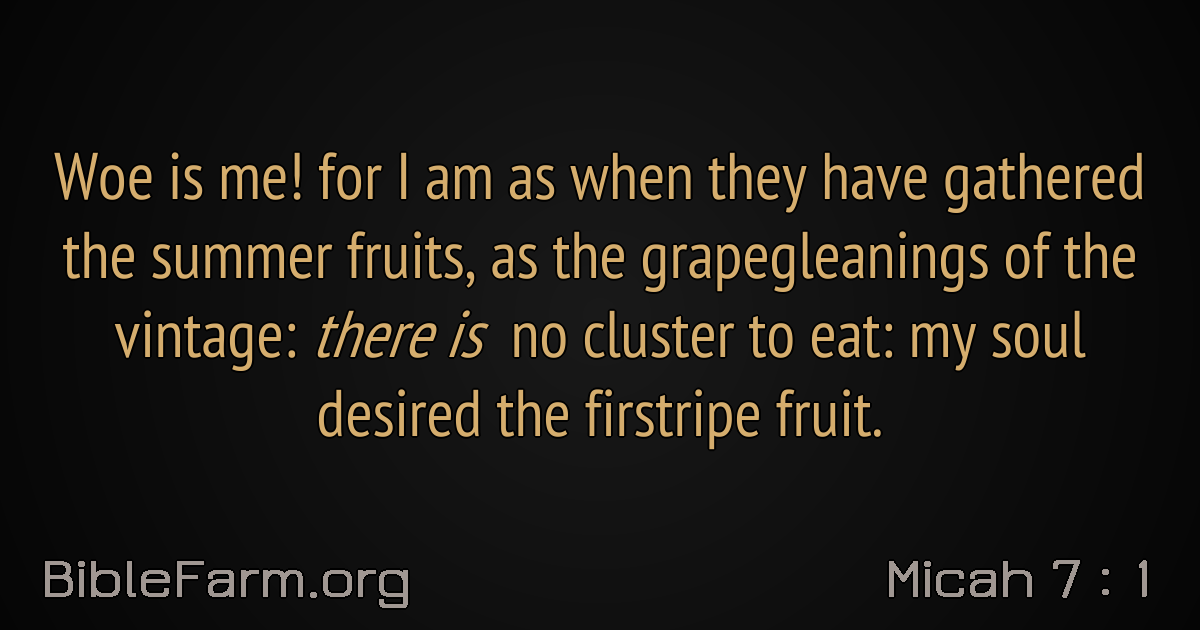 Woe is me! for I am as when they have gathered
the summer fruits, as the grapegleanings of the
vintage: there is no cluster to eat: my soul
desired the firstripe fruit.
BibleFarm.org
Micah 7 : 1